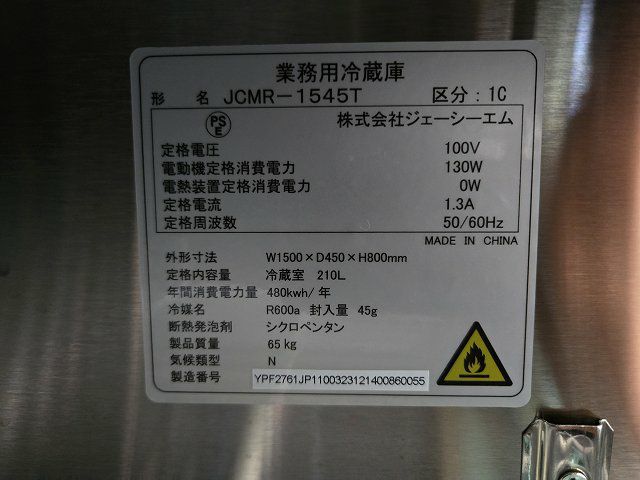 業務用冷蔵庫
形 名 JCMR-1545T 区分：1C
PSE 株式会社ジェーシーエム
定格電圧 100V
電動機定格消費電力 130W
電熱装置定格消費電力 0W
定格電流 1.3A
定格周波数 50/60Hz
MADE IN CHINA
外形寸法 W1500×D450×H800mm
定格内容量 冷蔵室 210L
年間消費電力量 480kwh/年
冷媒名 R600a 封入量 45g
断熱発泡剤 シクロペンタン
製品質量 65kg
気候類型 N
製造番号 YPF2761JP1100323121400860055